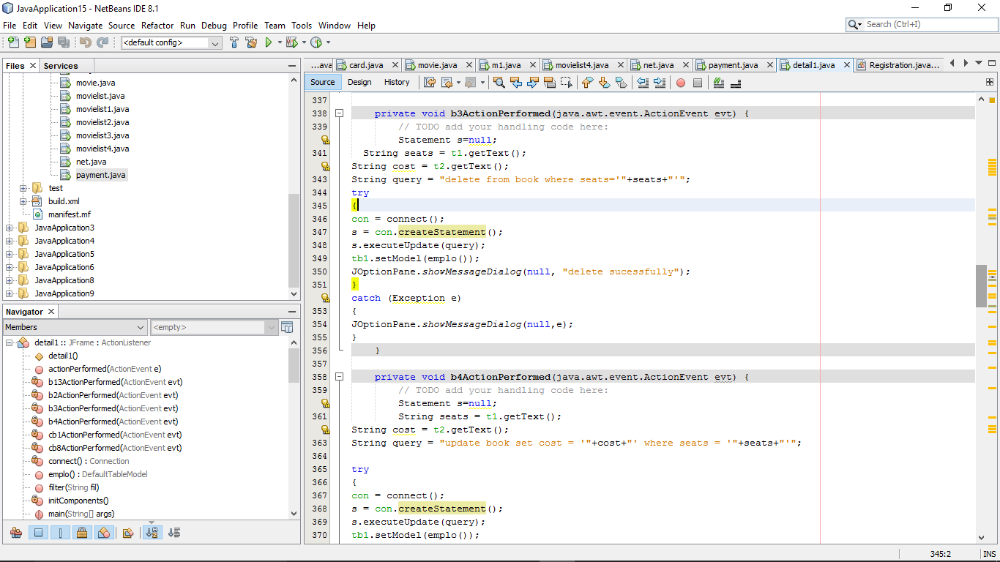 JavaApplication15 - NetBeans IDE 8.1
File Edit View Navigate Source Refactor Run Debug Profile Team Tools Window Help
Search (Ctrl+I)
<default config>
Files
Services
movie.java
movielist.java
movielist1.java
movielist2.java
movielist3.java
movielist4.java
net.java
payment.java
test
build.xml
manifest.mf
JavaApplication3
JavaApplication4
JavaApplication5
JavaApplication6
JavaApplication8
JavaApplication9
Navigator
Members
<empty>
detail1 :: JFrame : ActionListener
detail1()
actionPerformed(ActionEvent e)
b13ActionPerformed(ActionEvent evt)
b2ActionPerformed(ActionEvent evt)
b3ActionPerformed(ActionEvent evt)
b4ActionPerformed(ActionEvent evt)
cb1ActionPerformed(ActionEvent evt)
cb8ActionPerformed(ActionEvent evt)
connect() : Connection
emplo() : DefaultTableModel
filter(String fil)
initComponents()
main(String[] args)
...ava card.java movie.java m1.java movielist4.java net.java payment.java detail1.java Registration.java...
Source Design History
337
338 private void b3ActionPerformed(java.awt.event.ActionEvent evt) {
339 // TODO add your handling code here:
Statement s=null;
341 String seats = t1.getText();
String cost = t2.getText();
343 String query = "delete from book where seats='"+seats+"'";
344 try
345 {
346 con = connect();
347 s = con.createStatement();
348 s.executeUpdate(query);
349 tb1.setModel(emplo());
350 JOptionPane.showMessageDialog(null, "delete sucessfully");
351 }
catch (Exception e)
353 {
354 JOptionPane.showMessageDialog(null,e);
355 }
356 }
357
358 private void b4ActionPerformed(java.awt.event.ActionEvent evt) {
359 // TODO add your handling code here:
Statement s=null;
361 String seats = t1.getText();
String cost = t2.getText();
363 String query = "update book set cost = '"+cost+"' where seats = '"+seats+"'";
364
365 try
366 {
367 con = connect();
368 s = con.createStatement();
369 s.executeUpdate(query);
370 tb1.setModel(emplo());
345:2 INS